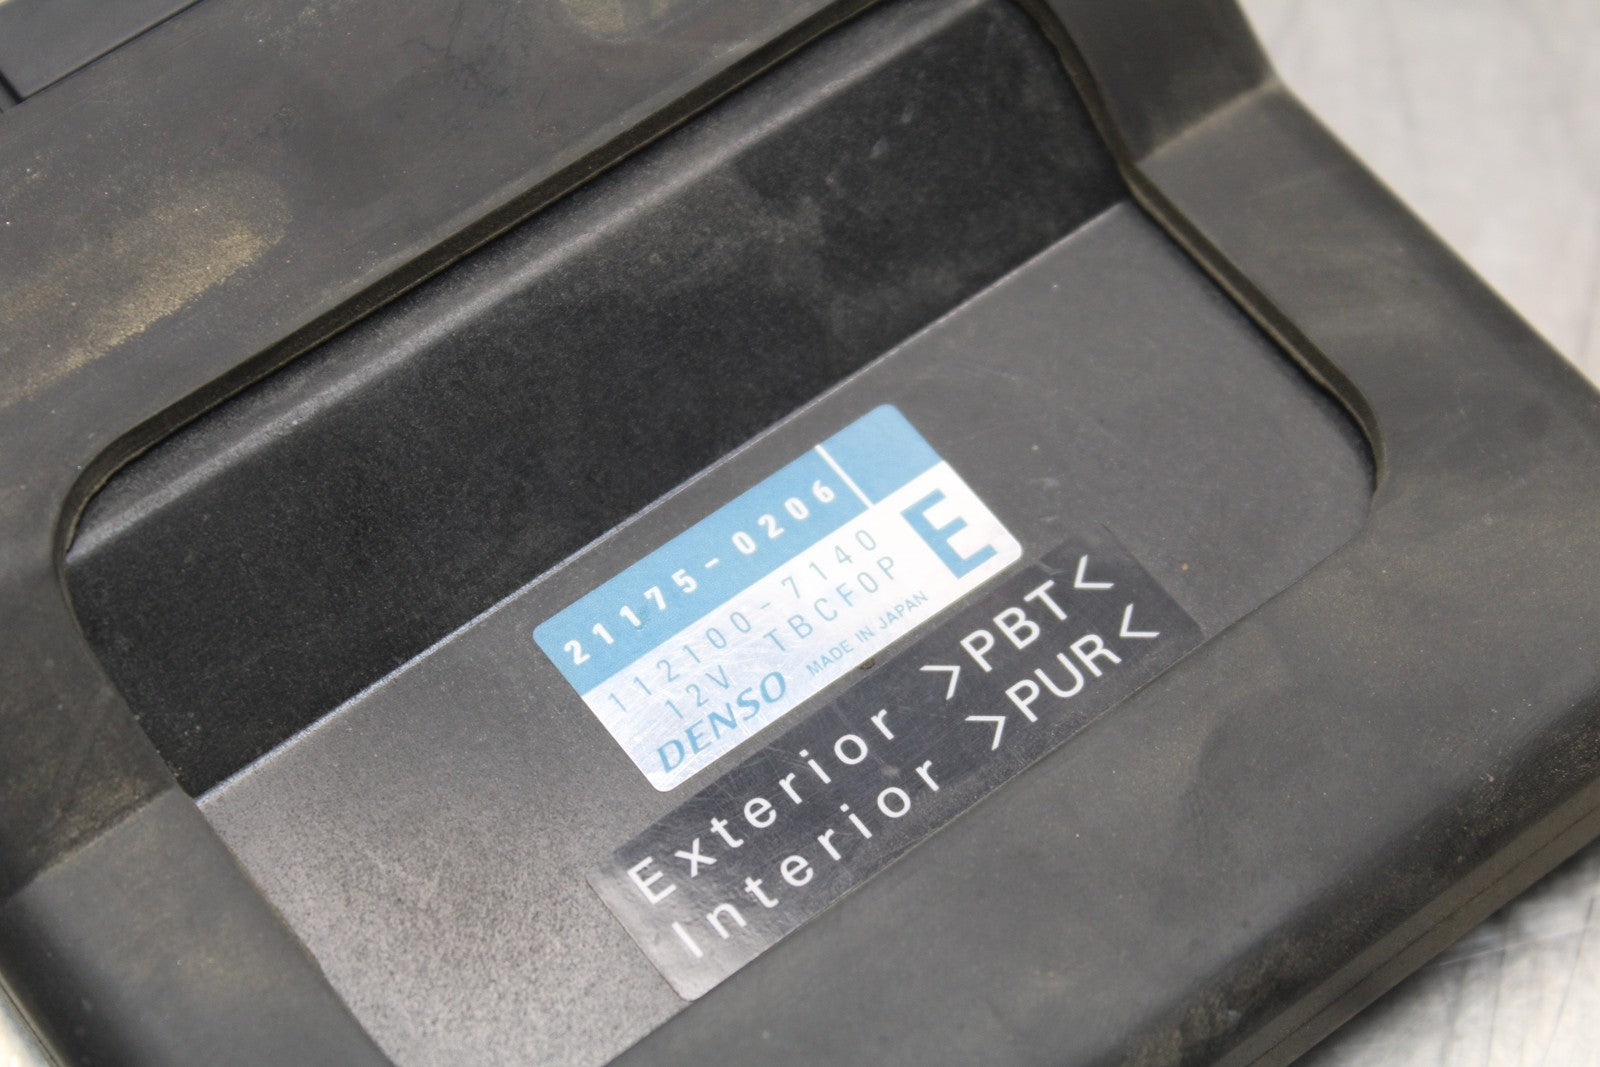 21175-0206
E
112100-7140
12V TBCF0P
DENSO MADE IN JAPAN
Exterior >PBT<
Interior >PUR<